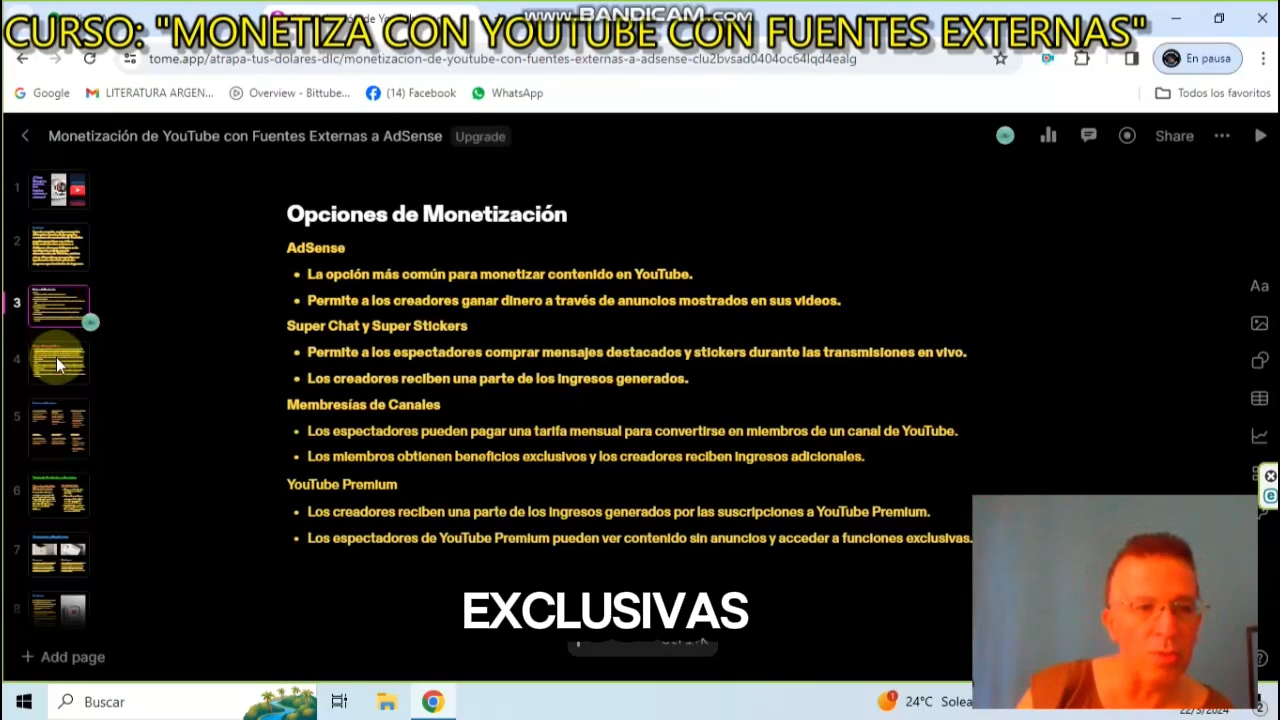 www.BANDICAM.com
CURSO: "MONETIZA CON YOUTUBE CON FUENTES EXTERNAS"
tome.app/atrapa-tus-dolares-dlc/monetizacion-de-youtube-con-fuentes-externas-a-adsense-clu2bvsad0404oc64lqd4ealg
En pausa
Google
LITERATURA ARGEN...
Overview - Bittube...
(14) Facebook
WhatsApp
Todos los favoritos
Monetización de YouTube con Fuentes Externas a AdSense
Upgrade
Share
1
2
3
4
5
6
7
8
Opciones de Monetización
AdSense
• La opción más común para monetizar contenido en YouTube.
• Permite a los creadores ganar dinero a través de anuncios mostrados en sus videos.
Super Chat y Super Stickers
• Permite a los espectadores comprar mensajes destacados y stickers durante las transmisiones en vivo.
• Los creadores reciben una parte de los ingresos generados.
Membresías de Canales
• Los espectadores pueden pagar una tarifa mensual para convertirse en miembros de un canal de YouTube.
• Los miembros obtienen beneficios exclusivos y los creadores reciben ingresos adicionales.
YouTube Premium
• Los creadores reciben una parte de los ingresos generados por las suscripciones a YouTube Premium.
• Los espectadores de YouTube Premium pueden ver contenido sin anuncios y acceder a funciones exclusivas.
Aa
EXCLUSIVAS
+ Add page
Buscar
24°C Solea
22/3/2024